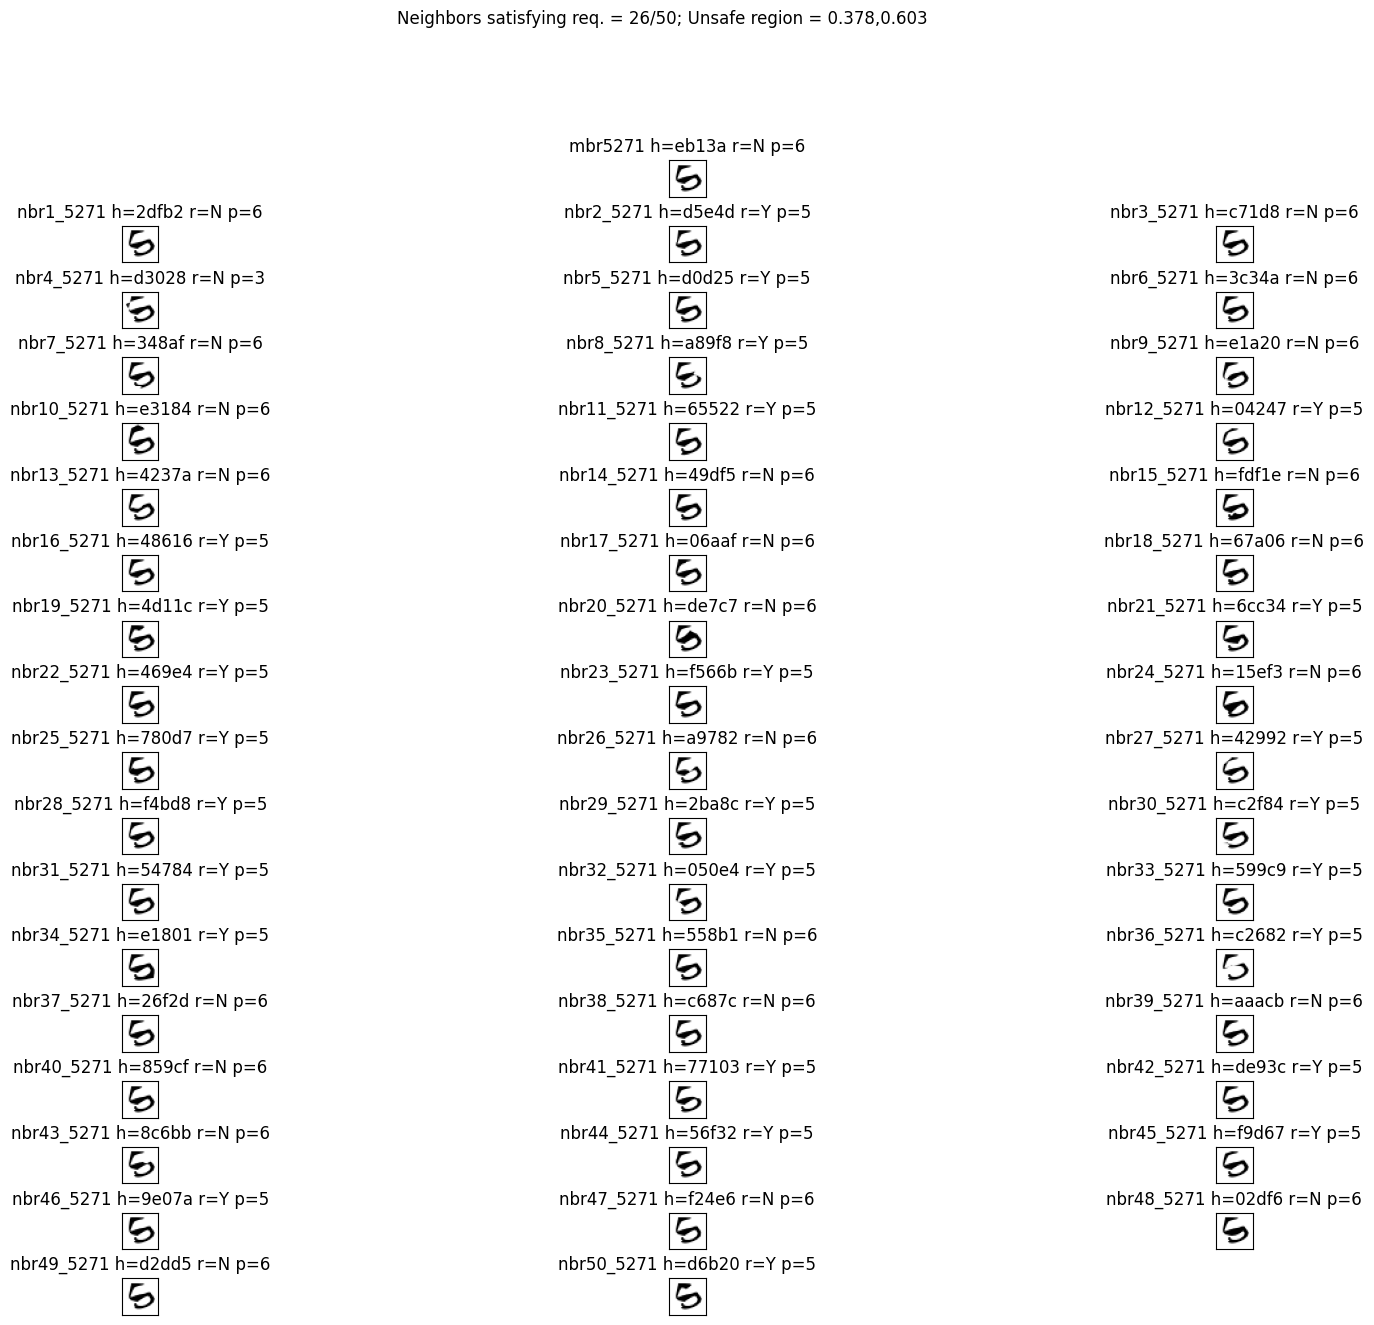 Neighbors satisfying req. = 26/50; Unsafe region = 0.378,0.603
mbr5271 h=eb13a r=N p=6
nbr1_5271 h=2dfb2 r=N p=6 nbr2_5271 h=d5e4d r=Y p=5 nbr3_5271 h=c71d8 r=N p=6
nbr4_5271 h=d3028 r=N p=3 nbr5_5271 h=d0d25 r=Y p=5 nbr6_5271 h=3c34a r=N p=6
nbr7_5271 h=348af r=N p=6 nbr8_5271 h=a89f8 r=Y p=5 nbr9_5271 h=e1a20 r=N p=6
nbr10_5271 h=e3184 r=N p=6 nbr11_5271 h=65522 r=Y p=5 nbr12_5271 h=04247 r=Y p=5
nbr13_5271 h=4237a r=N p=6 nbr14_5271 h=49df5 r=N p=6 nbr15_5271 h=fdf1e r=N p=6
nbr16_5271 h=48616 r=Y p=5 nbr17_5271 h=06aaf r=N p=6 nbr18_5271 h=67a06 r=N p=6
nbr19_5271 h=4d11c r=Y p=5 nbr20_5271 h=de7c7 r=N p=6 nbr21_5271 h=6cc34 r=Y p=5
nbr22_5271 h=469e4 r=Y p=5 nbr23_5271 h=f566b r=Y p=5 nbr24_5271 h=15ef3 r=N p=6
nbr25_5271 h=780d7 r=Y p=5 nbr26_5271 h=a9782 r=N p=6 nbr27_5271 h=42992 r=Y p=5
nbr28_5271 h=f4bd8 r=Y p=5 nbr29_5271 h=2ba8c r=Y p=5 nbr30_5271 h=c2f84 r=Y p=5
nbr31_5271 h=54784 r=Y p=5 nbr32_5271 h=050e4 r=Y p=5 nbr33_5271 h=599c9 r=Y p=5
nbr34_5271 h=e1801 r=Y p=5 nbr35_5271 h=558b1 r=N p=6 nbr36_5271 h=c2682 r=Y p=5
nbr37_5271 h=26f2d r=N p=6 nbr38_5271 h=c687c r=N p=6 nbr39_5271 h=aaacb r=N p=6
nbr40_5271 h=859cf r=N p=6 nbr41_5271 h=77103 r=Y p=5 nbr42_5271 h=de93c r=Y p=5
nbr43_5271 h=8c6bb r=N p=6 nbr44_5271 h=56f32 r=Y p=5 nbr45_5271 h=f9d67 r=Y p=5
nbr46_5271 h=9e07a r=Y p=5 nbr47_5271 h=f24e6 r=N p=6 nbr48_5271 h=02df6 r=N p=6
nbr49_5271 h=d2dd5 r=N p=6 nbr50_5271 h=d6b20 r=Y p=5